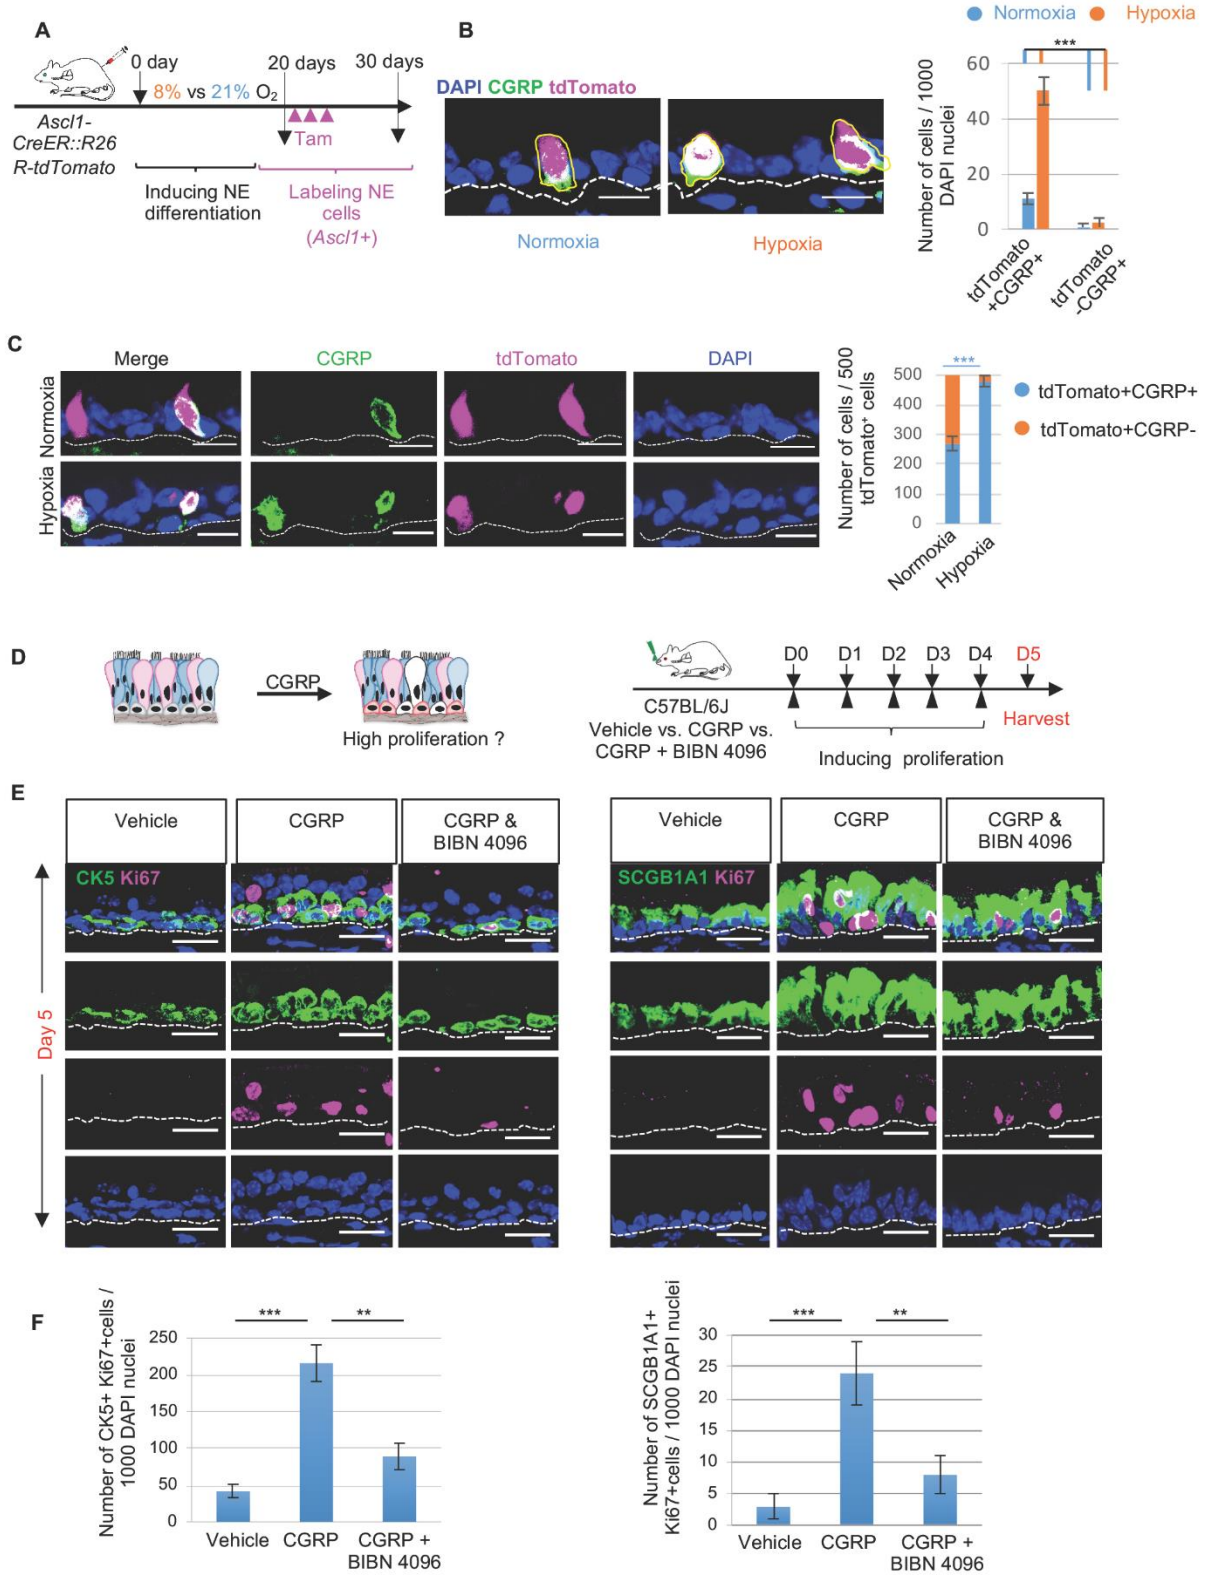 A
0 day
20 days
30 days
8% vs 21% O2
Tam
Ascl1-
CreER::R26
R-tdTomato
Inducing NE
differentiation
Labeling NE
cells
(Ascl1+)
B
DAPI CGRP tdTomato
Normoxia
Hypoxia
Normoxia
Hypoxia
***
Number of cells / 1000
DAPI nuclei
60
40
20
0
tdTomato
+CGRP+
tdTomato
-CGRP+
C
Merge
CGRP
tdTomato
DAPI
Normoxia
Hypoxia
Number of cells / 500
tdTomato+ cells
***
500
400
300
200
100
0
Normoxia
Hypoxia
tdTomato+CGRP+
tdTomato+CGRP-
D
CGRP
High proliferation ?
C57BL/6J
Vehicle vs. CGRP vs.
CGRP + BIBN 4096
D0
D1
D2
D3
D4
D5
Harvest
Inducing proliferation
E
Vehicle
CGRP
CGRP &
BIBN 4096
Vehicle
CGRP
CGRP &
BIBN 4096
CK5 Ki67
SCGB1A1 Ki67
Day 5
F
Number of CK5+ Ki67+cells /
1000 DAPI nuclei
***
**
250
200
150
100
50
0
Vehicle
CGRP
CGRP +
BIBN 4096
Number of SCGB1A1+
Ki67+cells / 1000 DAPI nuclei
***
**
30
25
20
15
10
5
0
Vehicle
CGRP
CGRP +
BIBN 4096